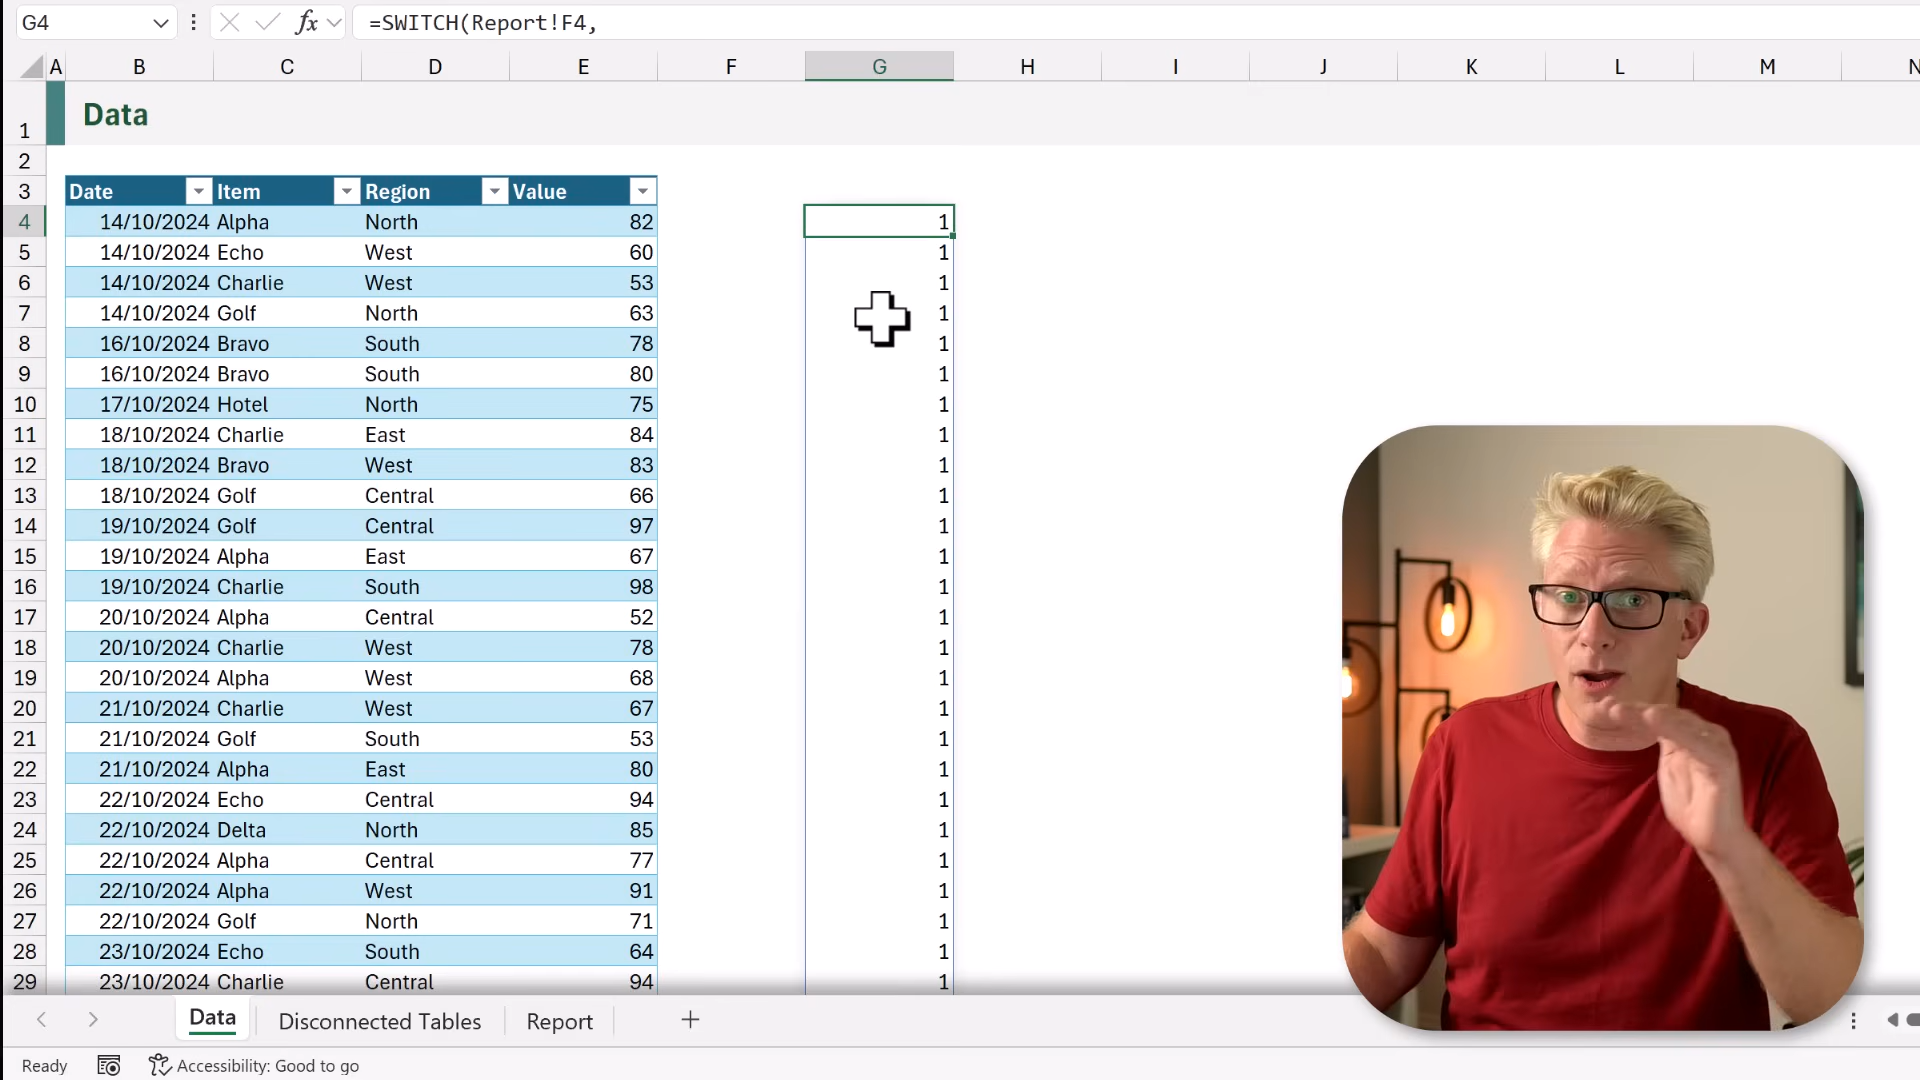 G4 fx =SWITCH(Report!F4,
A B C D E F G H I J K L M N
1 Data
2
3 Date Item Region Value
4 14/10/2024 Alpha North 82 1
5 14/10/2024 Echo West 60 1
6 14/10/2024 Charlie West 53 1
7 14/10/2024 Golf North 63 1
8 16/10/2024 Bravo South 78 1
9 16/10/2024 Bravo South 80 1
10 17/10/2024 Hotel North 75 1
11 18/10/2024 Charlie East 84 1
12 18/10/2024 Bravo West 83 1
13 18/10/2024 Golf Central 66 1
14 19/10/2024 Golf Central 97 1
15 19/10/2024 Alpha East 67 1
16 19/10/2024 Charlie South 98 1
17 20/10/2024 Alpha Central 52 1
18 20/10/2024 Charlie West 78 1
19 20/10/2024 Alpha West 68 1
20 21/10/2024 Charlie West 67 1
21 21/10/2024 Golf South 53 1
22 21/10/2024 Alpha East 80 1
23 22/10/2024 Echo Central 94 1
24 22/10/2024 Delta North 85 1
25 22/10/2024 Alpha Central 77 1
26 22/10/2024 Alpha West 91 1
27 22/10/2024 Golf North 71 1
28 23/10/2024 Echo South 64 1
29 23/10/2024 Charlie Central 94 1
Data Disconnected Tables Report
Ready Accessibility: Good to go